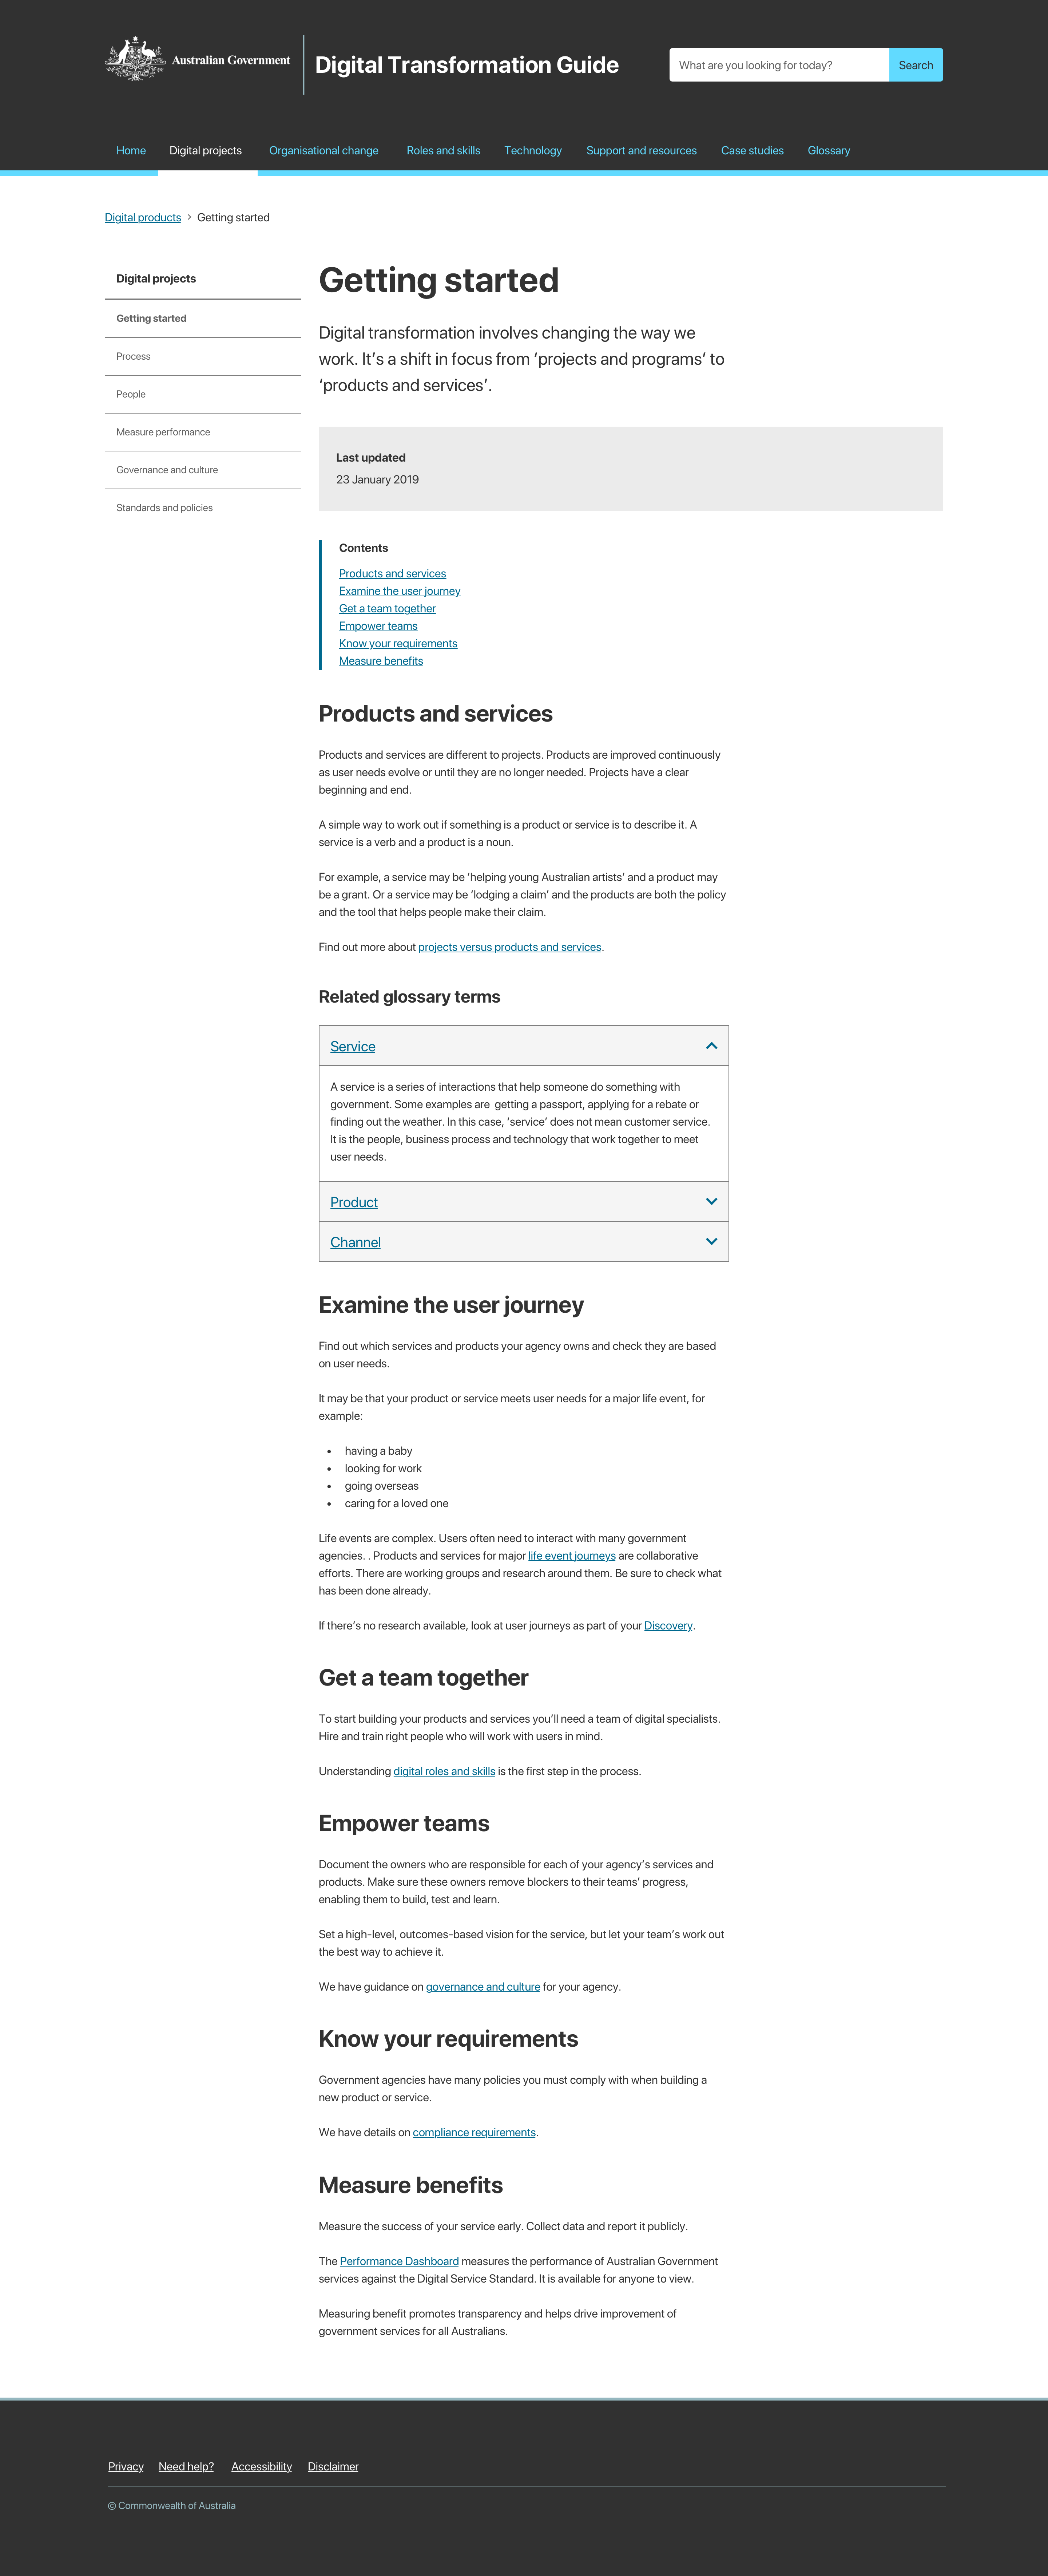 Australian Government
Digital Transformation Guide
What are you looking for today?
Search
Home
Digital projects
Organisational change
Roles and skills
Technology
Support and resources
Case studies
Glossary
Digital products > Getting started
Digital projects
Getting started
Process
People
Measure performance
Governance and culture
Standards and policies
Getting started
Digital transformation involves changing the way we
work. It’s a shift in focus from ‘projects and programs’ to
‘products and services’.
Last updated
23 January 2019
Contents
Products and services
Examine the user journey
Get a team together
Empower teams
Know your requirements
Measure benefits
Products and services
Products and services are different to projects. Products are improved continuously
as user needs evolve or until they are no longer needed. Projects have a clear
beginning and end.
A simple way to work out if something is a product or service is to describe it. A
service is a verb and a product is a noun.
For example, a service may be ‘helping young Australian artists’ and a product may
be a grant. Or a service may be ‘lodging a claim’ and the products are both the policy
and the tool that helps people make their claim.
Find out more about projects versus products and services.
Related glossary terms
Service
A service is a series of interactions that help someone do something with
government. Some examples are  getting a passport, applying for a rebate or
finding out the weather. In this case, ‘service’ does not mean customer service.
It is the people, business process and technology that work together to meet
user needs.
Product
Channel
Examine the user journey
Find out which services and products your agency owns and check they are based
on user needs.
It may be that your product or service meets user needs for a major life event, for
example:
• having a baby
• looking for work
• going overseas
• caring for a loved one
Life events are complex. Users often need to interact with many government
agencies. . Products and services for major life event journeys are collaborative
efforts. There are working groups and research around them. Be sure to check what
has been done already.
If there’s no research available, look at user journeys as part of your Discovery.
Get a team together
To start building your products and services you’ll need a team of digital specialists.
Hire and train right people who will work with users in mind.
Understanding digital roles and skills is the first step in the process.
Empower teams
Document the owners who are responsible for each of your agency’s services and
products. Make sure these owners remove blockers to their teams’ progress,
enabling them to build, test and learn.
Set a high-level, outcomes-based vision for the service, but let your team’s work out
the best way to achieve it.
We have guidance on governance and culture for your agency.
Know your requirements
Government agencies have many policies you must comply with when building a
new product or service.
We have details on compliance requirements.
Measure benefits
Measure the success of your service early. Collect data and report it publicly.
The Performance Dashboard measures the performance of Australian Government
services against the Digital Service Standard. It is available for anyone to view.
Measuring benefit promotes transparency and helps drive improvement of
government services for all Australians.
Privacy
Need help?
Accessibility
Disclaimer
© Commonwealth of Australia